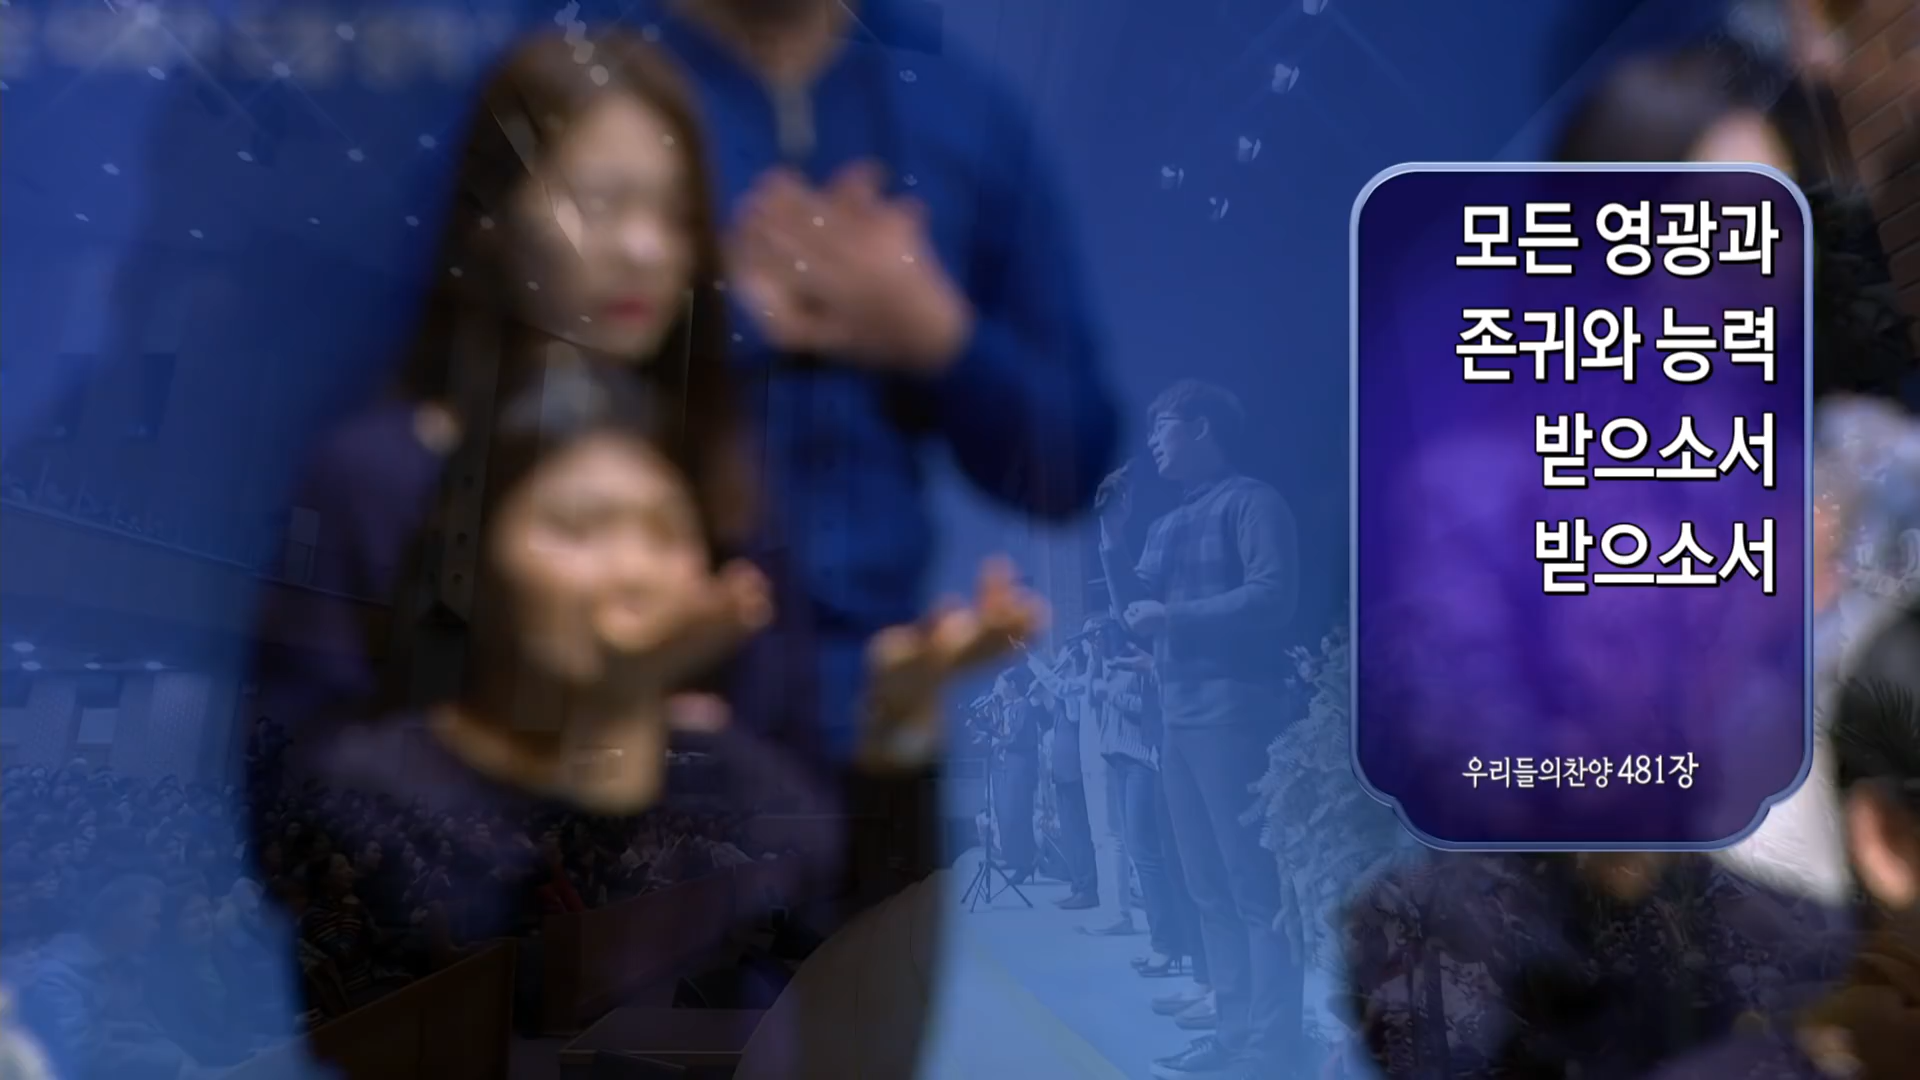 모든 영광과
존귀와 능력
받으소서
받으소서
우리들의찬양 481장